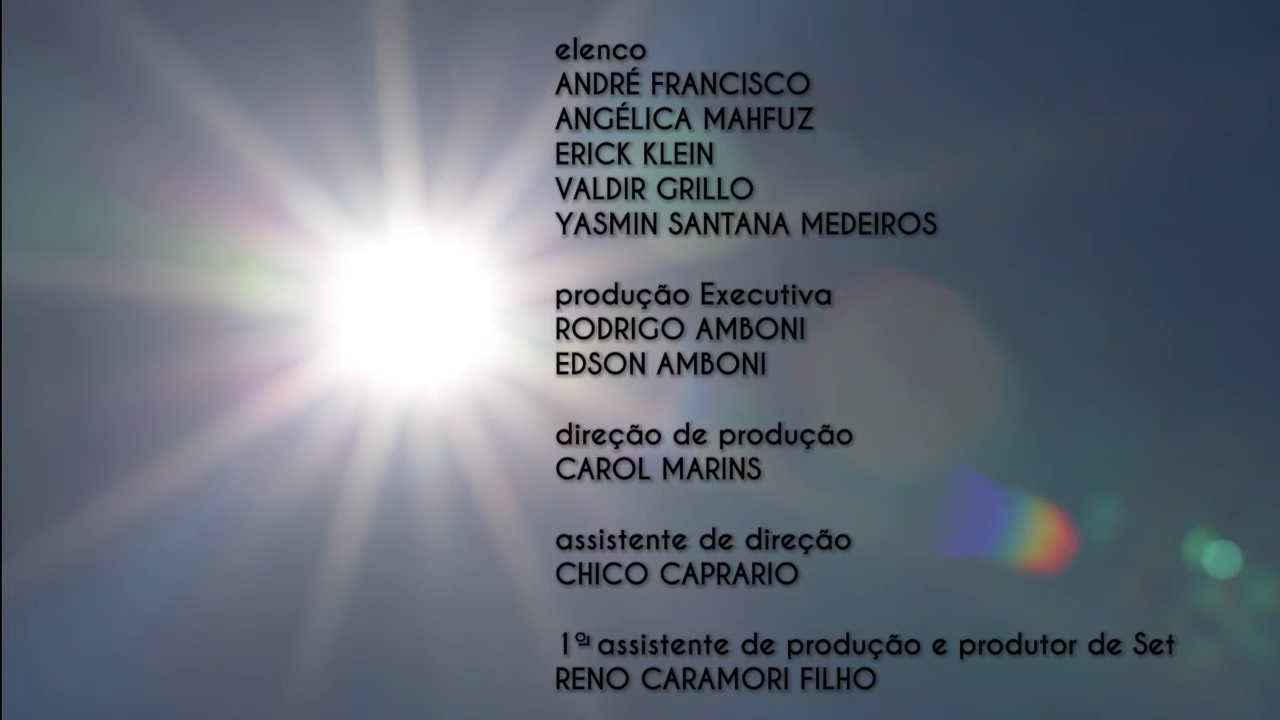 elenco
ANDRÉ FRANCISCO
ANGÉLICA MAHFUZ
ERICK KLEIN
VALDIR GRILLO
YASMIN SANTANA MEDEIROS
produção Executiva
RODRIGO AMBONI
EDSON AMBONI
direção de produção
CAROL MARINS
assistente de direção
CHICO CAPRARIO
1º assistente de produção e produtor de Set
RENO CARAMORI FILHO